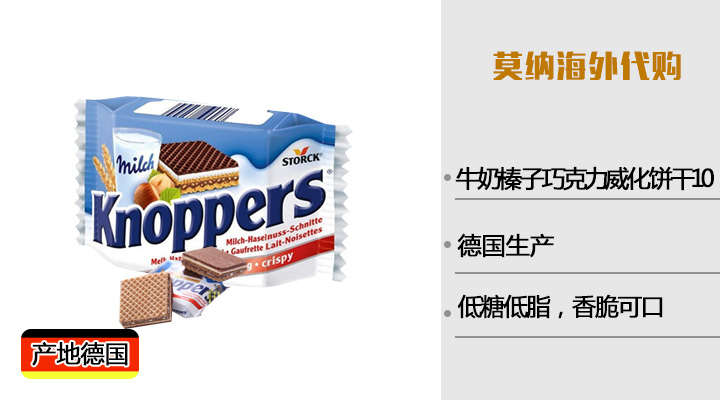 莫纳海外代购
牛奶榛子巧克力威化饼干10
德国生产
低糖低脂，香脆可口
产地德国
milch
STORCK
Knoppers
Milch-Haselnuss-Schnitte
Gaufrette Lait-Noisettes
crispy